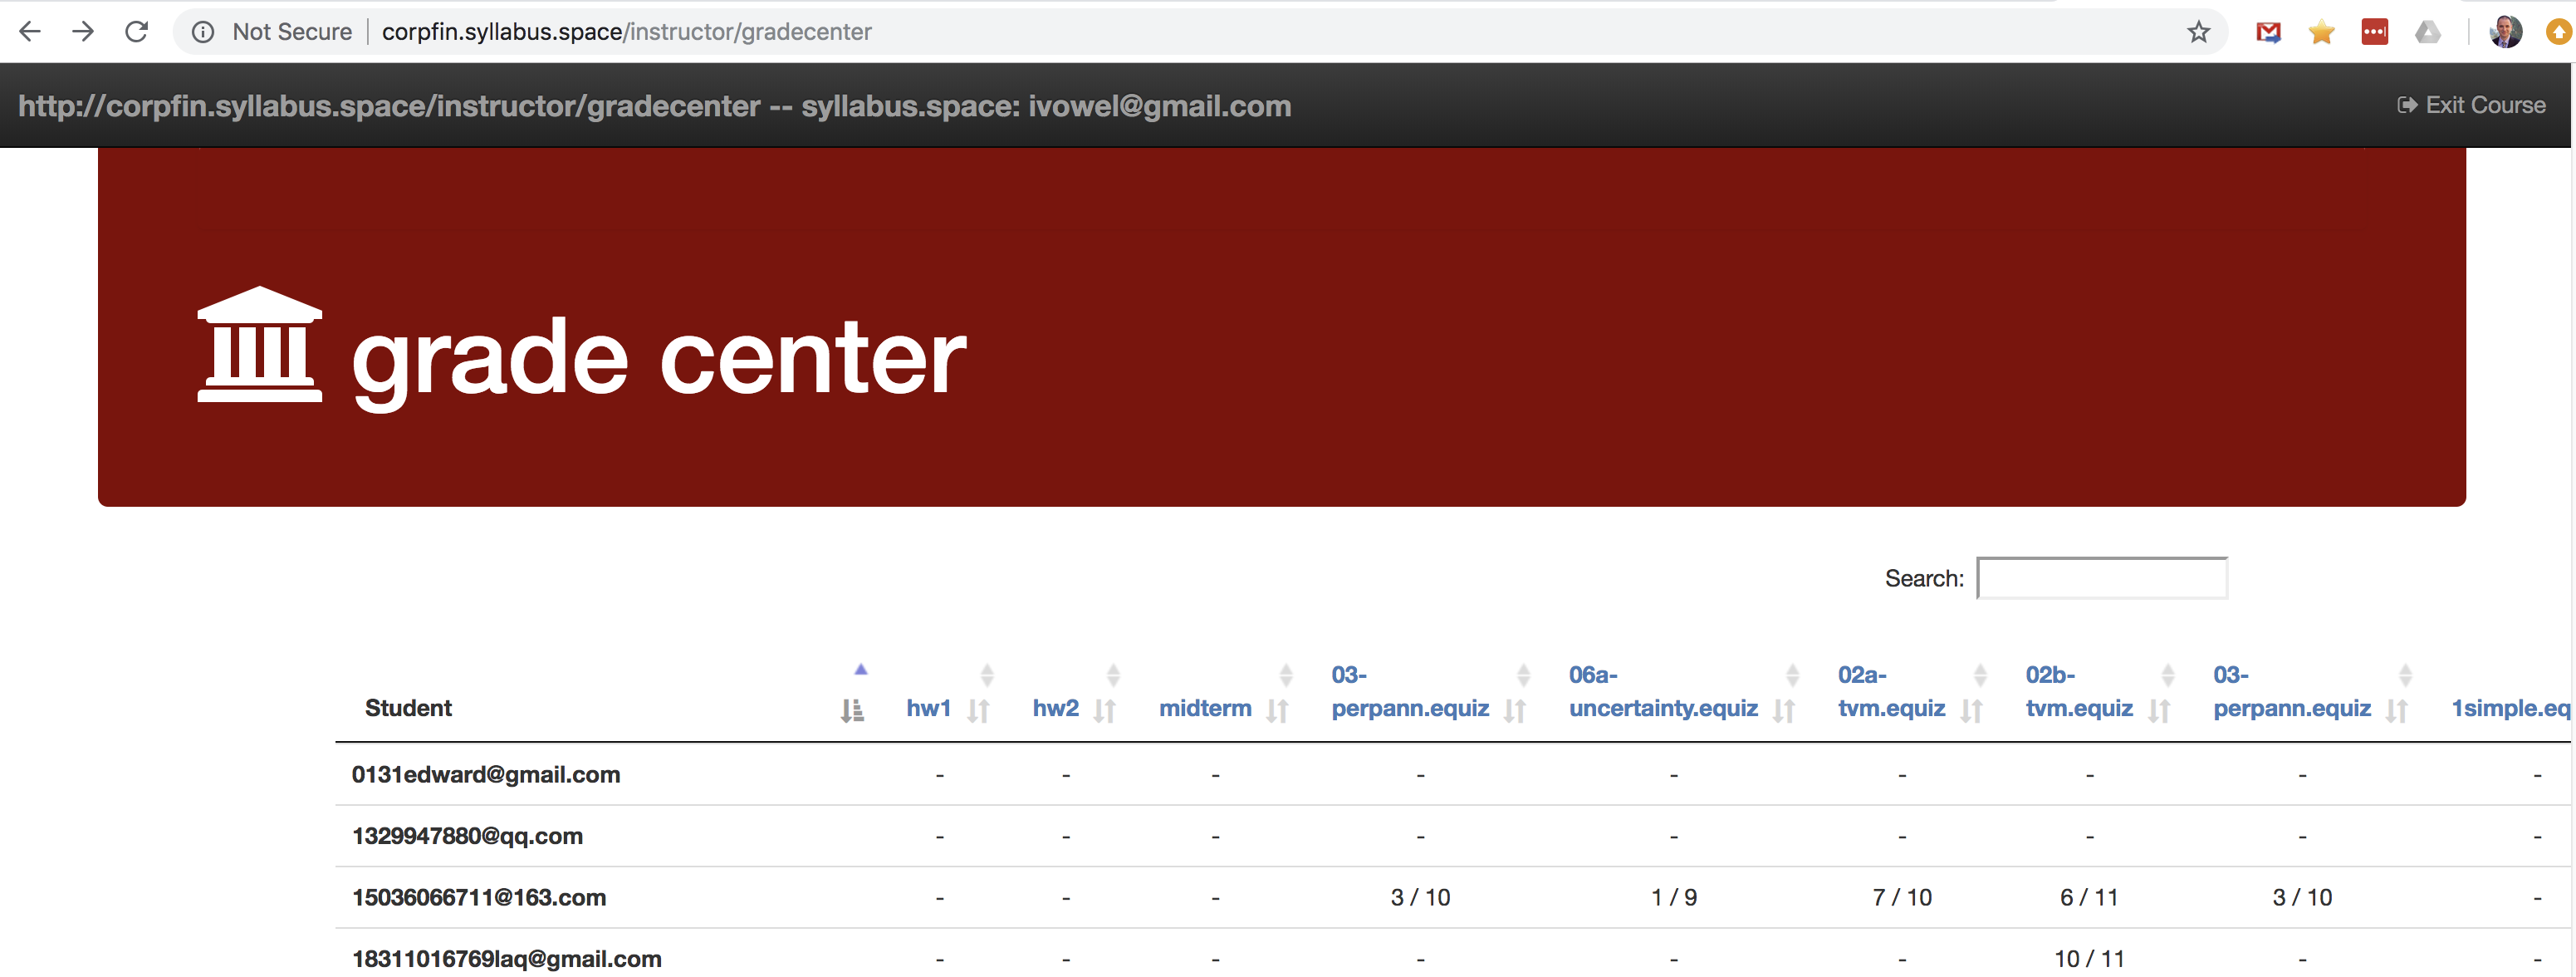 Not Secure corpfin.syllabus.space/instructor/gradecenter
http://corpfin.syllabus.space/instructor/gradecenter -- syllabus.space: ivowel@gmail.com Exit Course
grade center
Search:
Student hw1 hw2 midterm 03-perpann.equiz 06a-uncertainty.equiz 02a-tvm.equiz 02b-tvm.equiz 03-perpann.equiz 1simple.eq
0131edward@gmail.com - - - - - - - - -
1329947880@qq.com - - - - - - - - -
15036066711@163.com - - - 3 / 10 1 / 9 7 / 10 6 / 11 3 / 10 -
18311016769laq@gmail.com - - - - - - 10 / 11 - -